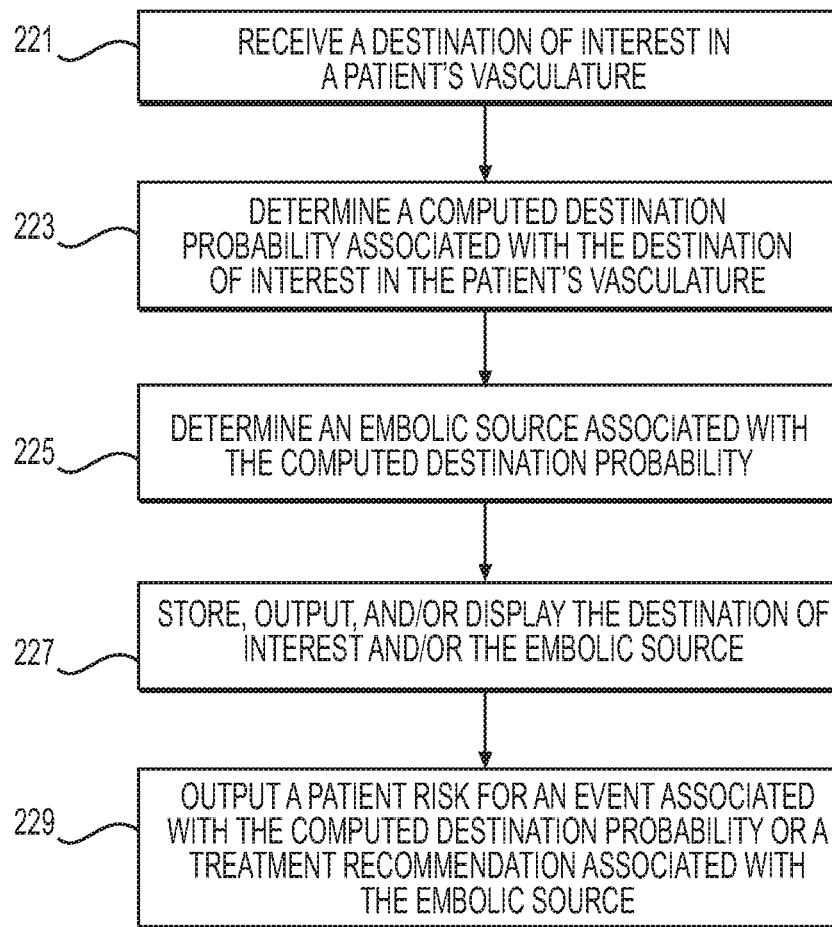 221
RECEIVE A DESTINATION OF INTEREST IN
A PATIENT'S VASCULATURE
223
DETERMINE A COMPUTED DESTINATION
PROBABILITY ASSOCIATED WITH THE DESTINATION
OF INTEREST IN THE PATIENT'S VASCULATURE
225
DETERMINE AN EMBOLIC SOURCE ASSOCIATED WITH
THE COMPUTED DESTINATION PROBABILITY
227
STORE, OUTPUT, AND/OR DISPLAY THE DESTINATION OF
INTEREST AND/OR THE EMBOLIC SOURCE
229
OUTPUT A PATIENT RISK FOR AN EVENT ASSOCIATED
WITH THE COMPUTED DESTINATION PROBABILITY OR A
TREATMENT RECOMMENDATION ASSOCIATED WITH
THE EMBOLIC SOURCE